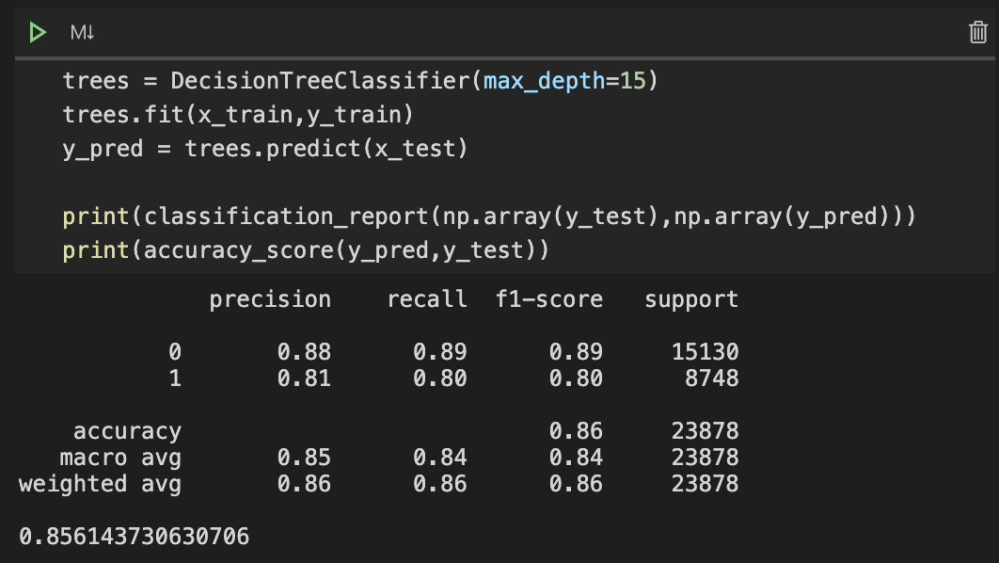 M↓
trees = DecisionTreeClassifier(max_depth=15)
trees.fit(x_train,y_train)
y_pred = trees.predict(x_test)
print(classification_report(np.array(y_test),np.array(y_pred)))
print(accuracy_score(y_pred,y_test))
precision recall f1-score support
0 0.88 0.89 0.89 15130
1 0.81 0.80 0.80 8748
accuracy 0.86 23878
macro avg 0.85 0.84 0.84 23878
weighted avg 0.86 0.86 0.86 23878
0.856143730630706